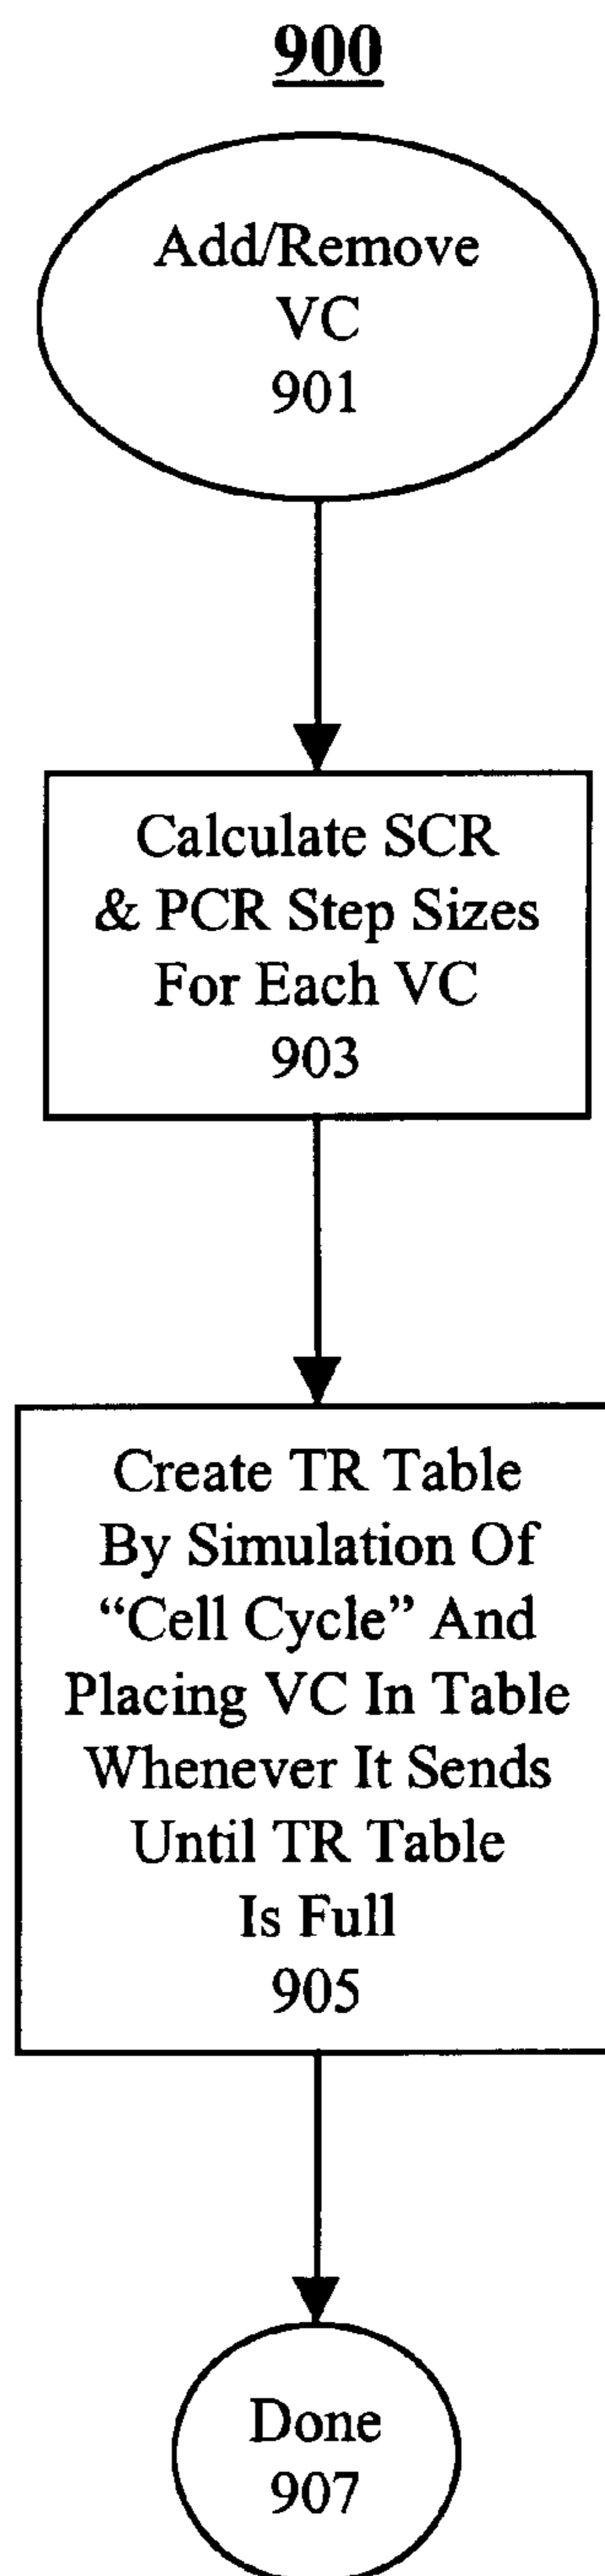 900
Add/Remove
VC
901
Calculate SCR
& PCR Step Sizes
For Each VC
903
Create TR Table
By Simulation Of
“Cell Cycle” And
Placing VC In Table
Whenever It Sends
Until TR Table
Is Full
905
Done
907